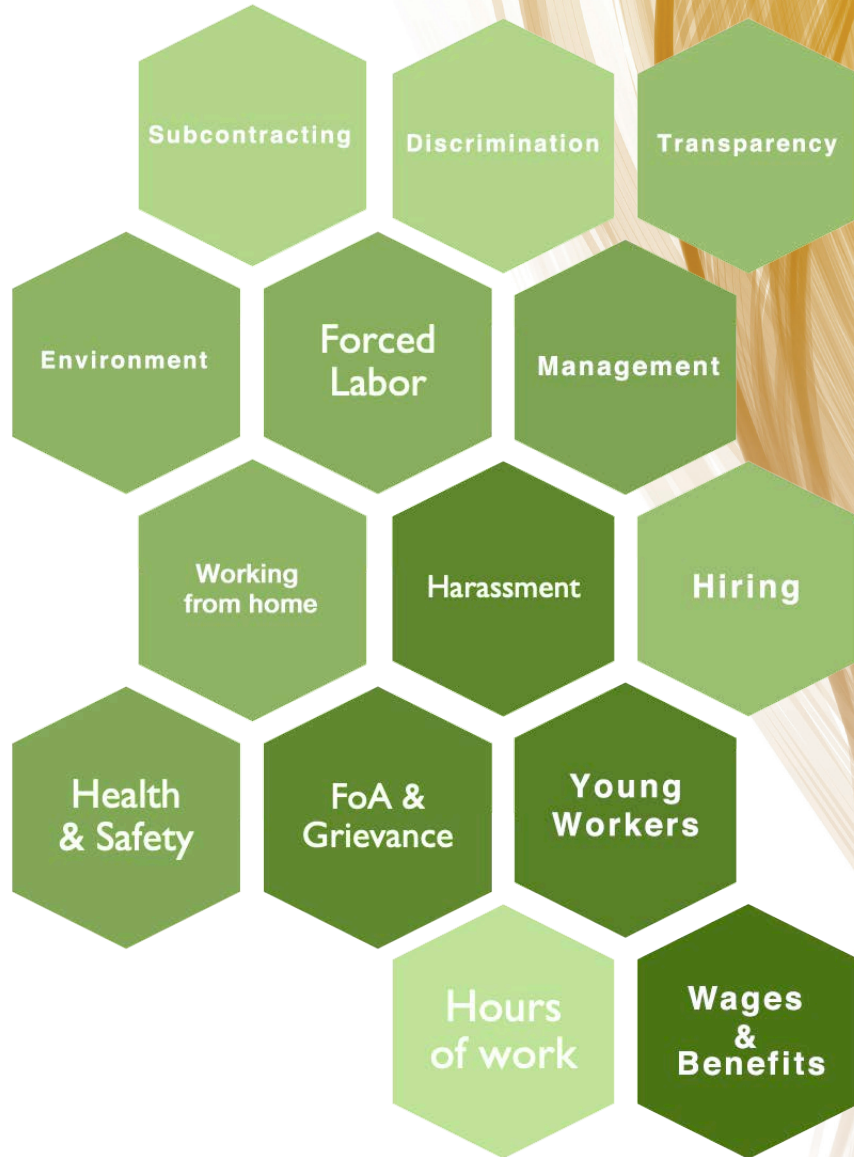 Subcontracting
Discrimination
Transparency
Environment
Forced
Labor
Management
Working
from home
Harassment
Hiring
Health
& Safety
FoA &
Grievance
Young
Workers
Hours
of work
Wages
&
Benefits